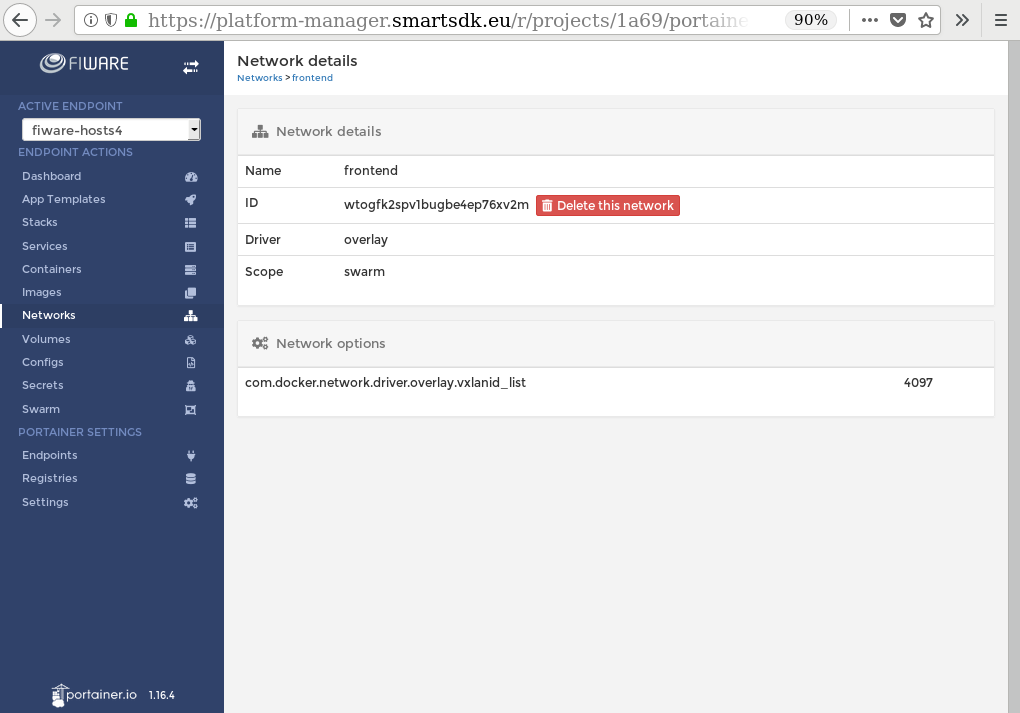 https://platform-manager.smartsdk.eu/r/projects/1a69/portaine
90%
FIWARE
ACTIVE ENDPOINT
fiware-hosts4
ENDPOINT ACTIONS
Dashboard
App Templates
Stacks
Services
Containers
Images
Networks
Volumes
Configs
Secrets
Swarm
PORTAINER SETTINGS
Endpoints
Registries
Settings
portainer.io 1.16.4
Network details
Networks > frontend
Network details
Name frontend
ID wtogfk2spv1bugbe4ep76xv2m Delete this network
Driver overlay
Scope swarm
Network options
com.docker.network.driver.overlay.vxlanid_list 4097